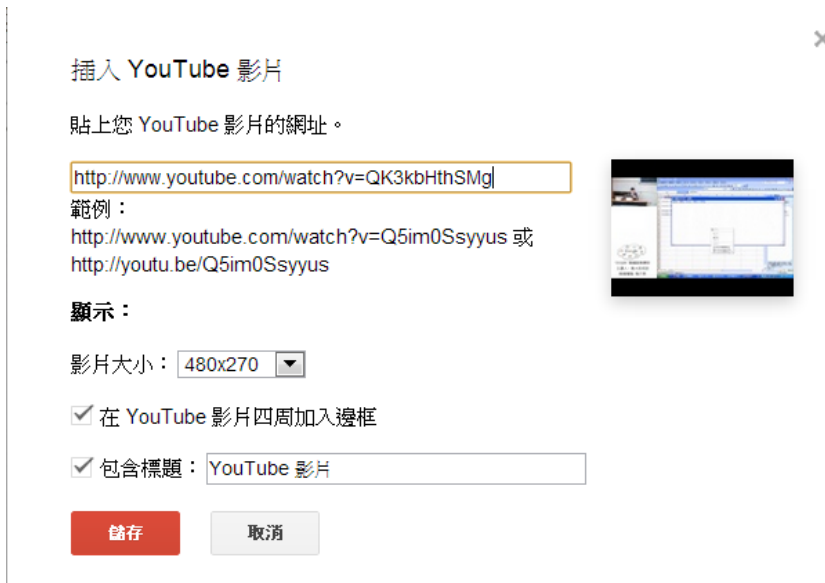 插入 YouTube 影片
貼上您 YouTube 影片的網址。
http://www.youtube.com/watch?v=QK3kbHthSMg
範例：
http://www.youtube.com/watch?v=Q5im0Ssyyus 或
http://youtu.be/Q5im0Ssyyus
顯示：
影片大小： 480x270
在 YouTube 影片四周加入邊框
包含標題： YouTube 影片
儲存 取消